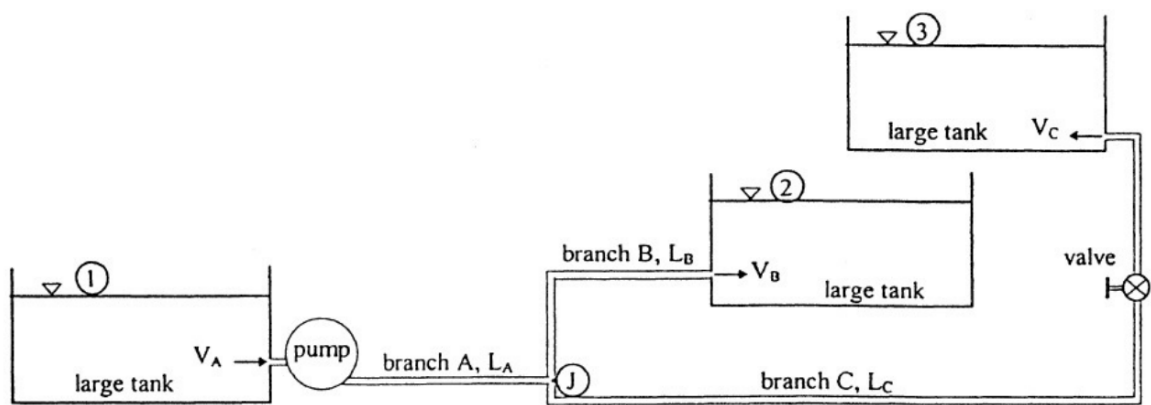 3
large tank
V_C
2
branch B, L_B
V_B
valve
large tank
1
V_A
pump
branch A, L_A
large tank
J
branch C, L_C